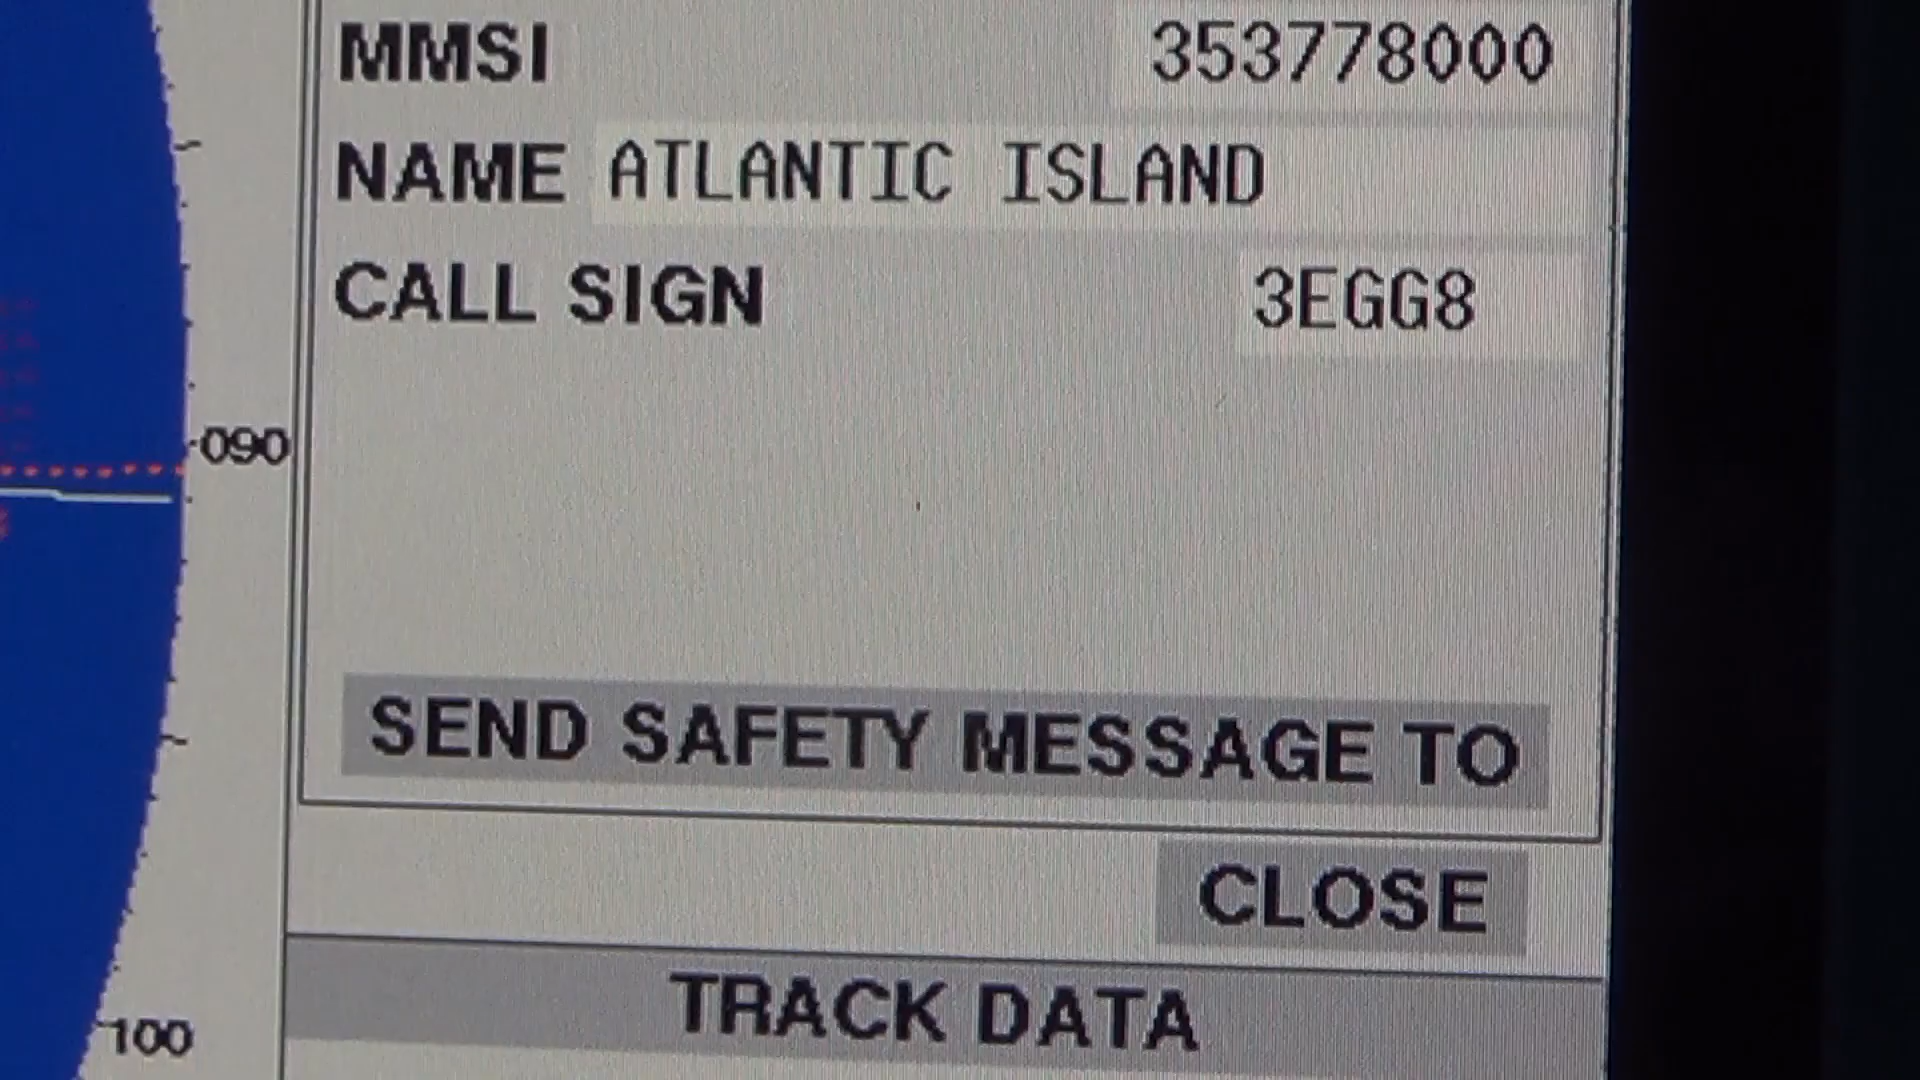 MMSI 353778000
NAME ATLANTIC ISLAND
CALL SIGN 3EGG8
090
SEND SAFETY MESSAGE TO
CLOSE
TRACK DATA
100